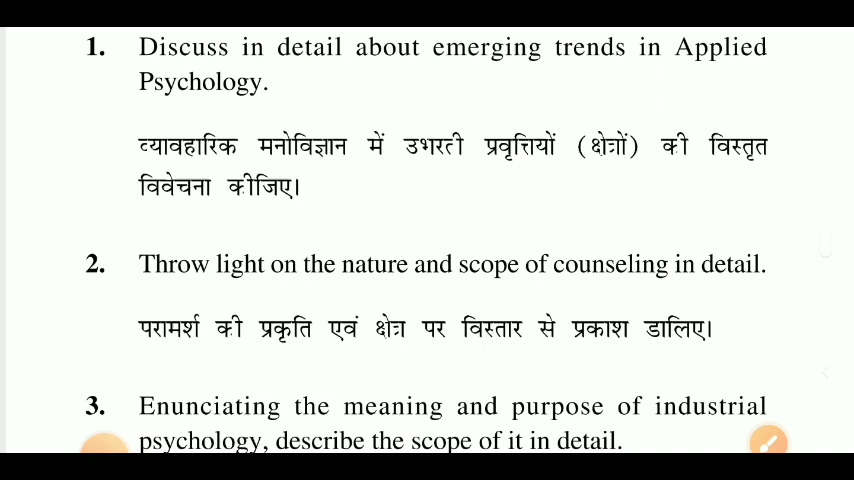 1. Discuss in detail about emerging trends in Applied
Psychology.
व्यावहारिक मनोविज्ञान में उभरती प्रवृत्तियों (क्षेत्रों) की विस्तृत
विवेचना कीजिए।
2. Throw light on the nature and scope of counseling in detail.
परामर्श की प्रकृति एवं क्षेत्र पर विस्तार से प्रकाश डालिए।
3. Enunciating the meaning and purpose of industrial
psychology, describe the scope of it in detail.